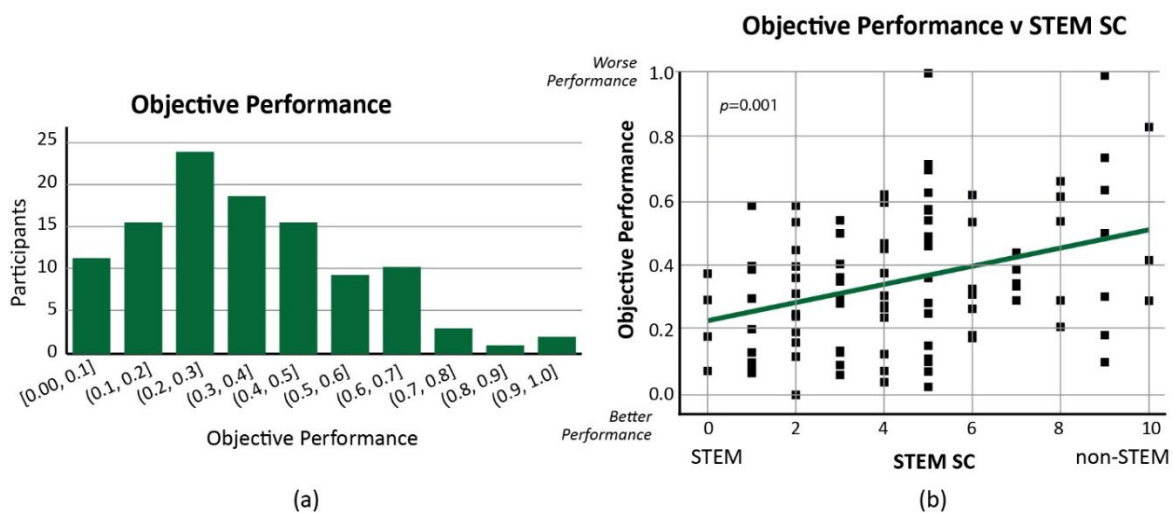 Objective Performance
25
20
15
10
5
0
Participants
[0.00, 0.1]
(0.1, 0.2]
(0.2, 0.3]
(0.3, 0.4]
(0.4, 0.5]
(0.5, 0.6]
(0.6, 0.7]
(0.7, 0.8]
(0.8, 0.9]
(0.9, 1.0]
Objective Performance
(a)
Objective Performance v STEM SC
Worse
Performance
1.0
0.8
0.6
0.4
0.2
0.0
Objective Performance
p=0.001
Better
Performance
0 2 4 6 8 10
STEM STEM SC non-STEM
(b)